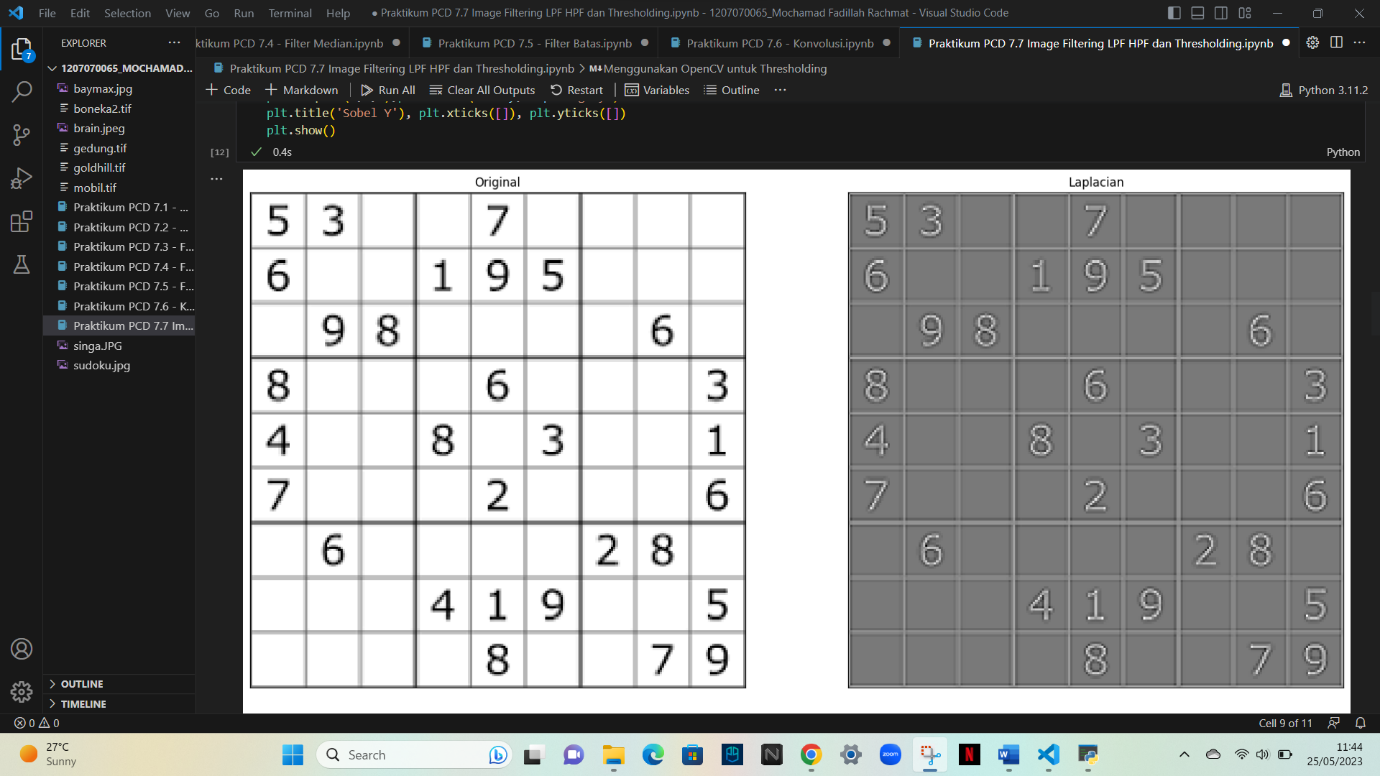 File Edit Selection View Go Run Terminal Help
● Praktikum PCD 7.7 Image Filtering LPF HPF dan Thresholding.ipynb - 1207070065_Mochamad Fadillah Rachmat - Visual Studio Code
7
EXPLORER
ktikum PCD 7.4 - Filter Median.ipynb
Praktikum PCD 7.5 - Filter Batas.ipynb
Praktikum PCD 7.6 - Konvolusi.ipynb
Praktikum PCD 7.7 Image Filtering LPF HPF dan Thresholding.ipynb
1207070065_MOCHAMAD...
Praktikum PCD 7.7 Image Filtering LPF HPF dan Thresholding.ipynb > M↓Menggunakan OpenCV untuk Thresholding
+ Code + Markdown Run All Clear All Outputs Restart Variables Outline ...
Python 3.11.2
baymax.jpg
boneka2.tif
brain.jpeg
gedung.tif
goldhill.tif
mobil.tif
Praktikum PCD 7.1 - ...
Praktikum PCD 7.2 - ...
Praktikum PCD 7.3 - F...
Praktikum PCD 7.4 - F...
Praktikum PCD 7.5 - F...
Praktikum PCD 7.6 - K...
Praktikum PCD 7.7 Im...
singa.JPG
sudoku.jpg
OUTLINE
TIMELINE
plt.title('Sobel Y'), plt.xticks([]), plt.yticks([])
plt.show()
[12] 0.4s
Python
Original
5 3 7
6 1 9 5
9 8 6
8 6 3
4 8 3 1
7 2 6
6 2 8
4 1 9 5
8 7 9
Laplacian
5 3 7
6 1 9 5
9 8 6
8 6 3
4 8 3 1
7 2 6
6 2 8
4 1 9 5
8 7 9
0 0
Cell 9 of 11
27°C
Sunny
Search
zoom
11:44
25/05/2023